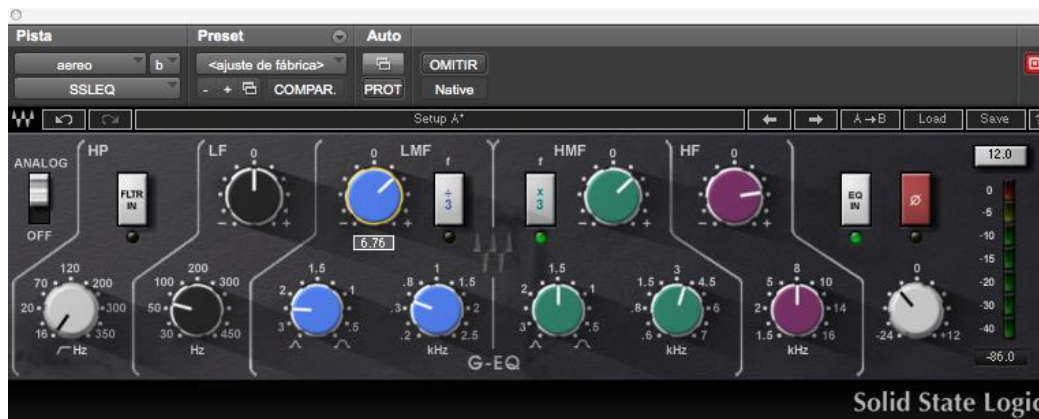 Pista Preset Auto
aereo b <ajuste de fábrica> OMITIR
SSLEQ - + COMPAR. PROT Native
Setup A* A→B Load Save
ANALOG HP LF 0 0 LMF f f HMF 0 HF 0 12.0
FLTR IN ÷ 3 x 3 EQ IN ø
OFF - + - + - + - +
6.76
0
-5
-10
-15
-20
-30
-40
-86.0
70 120 200 20 300 16 350 Hz
100 200 300 50 400 30 450 Hz
1.5 2 1 3 .5
.8 1 1.5 .3 2 .2 2.5 kHz
1.5 2 1 3 .5
1.5 3 4.5 .8 6 .6 7 kHz
5 8 10 2 14 1.5 16 kHz
0 -24 +12
G-EQ
Solid State Logic